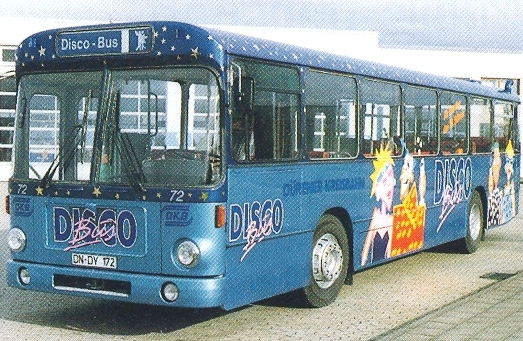 Disco-Bus
72
72
DKB
DKB
DISCO
Bus
DN-DY 172
DÜRENER KREISBAHN
DISCO
Bus
DISCO
Bus